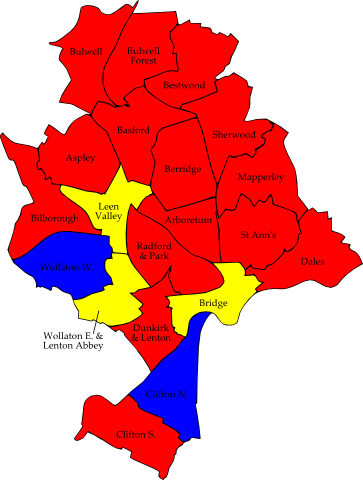 Bulwell
Bulwell
Forest
Bestwood
Basford
Sherwood
Aspley
Berridge
Mapperley
Leen
Valley
Bilborough
Arboretum
St Ann's
Radford
& Park
Dales
Wollaton W.
Bridge
Wollaton E. &
Lenton Abbey
Dunkirk
& Lenton
Clifton N.
Clifton S.